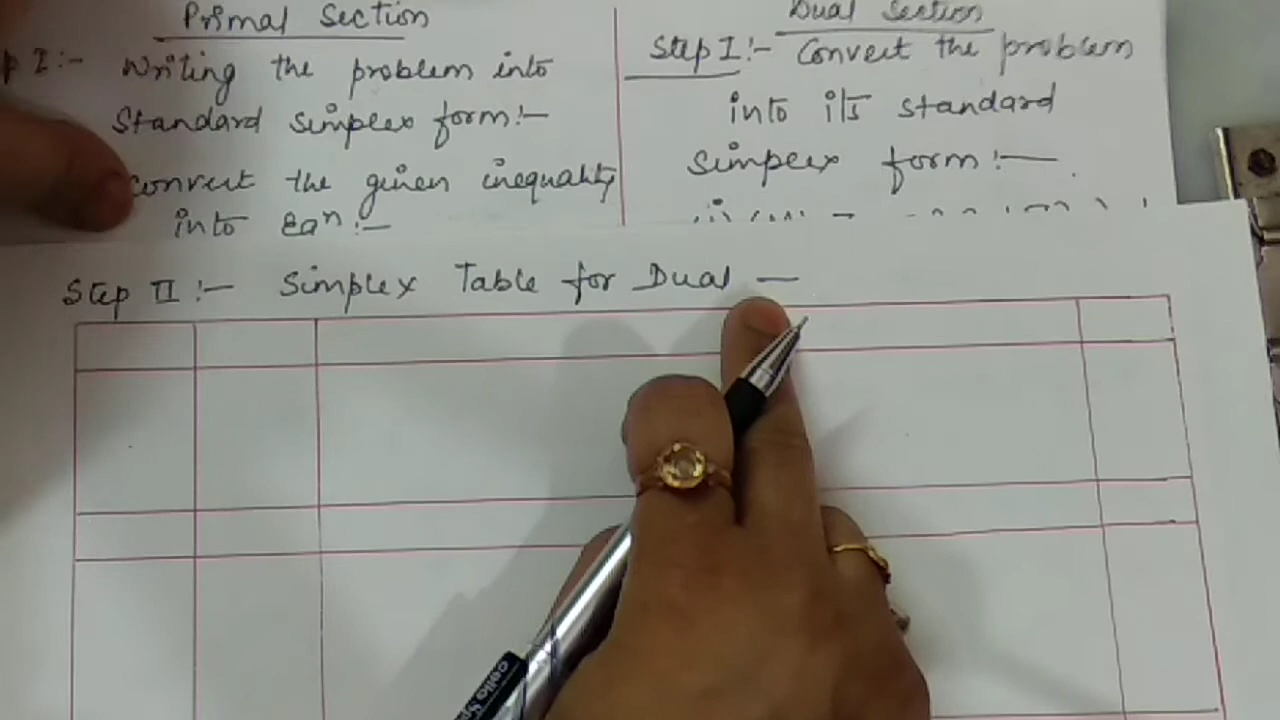 Primal Section
p I:- Writing the problem into
Standard simplex form:-
Convert the given inequality
into Eqn:-
Dual Section
Step I:- Convert the problem
into its standard
simplex form:-
Step II:- Simplex Table for Dual -
Cello